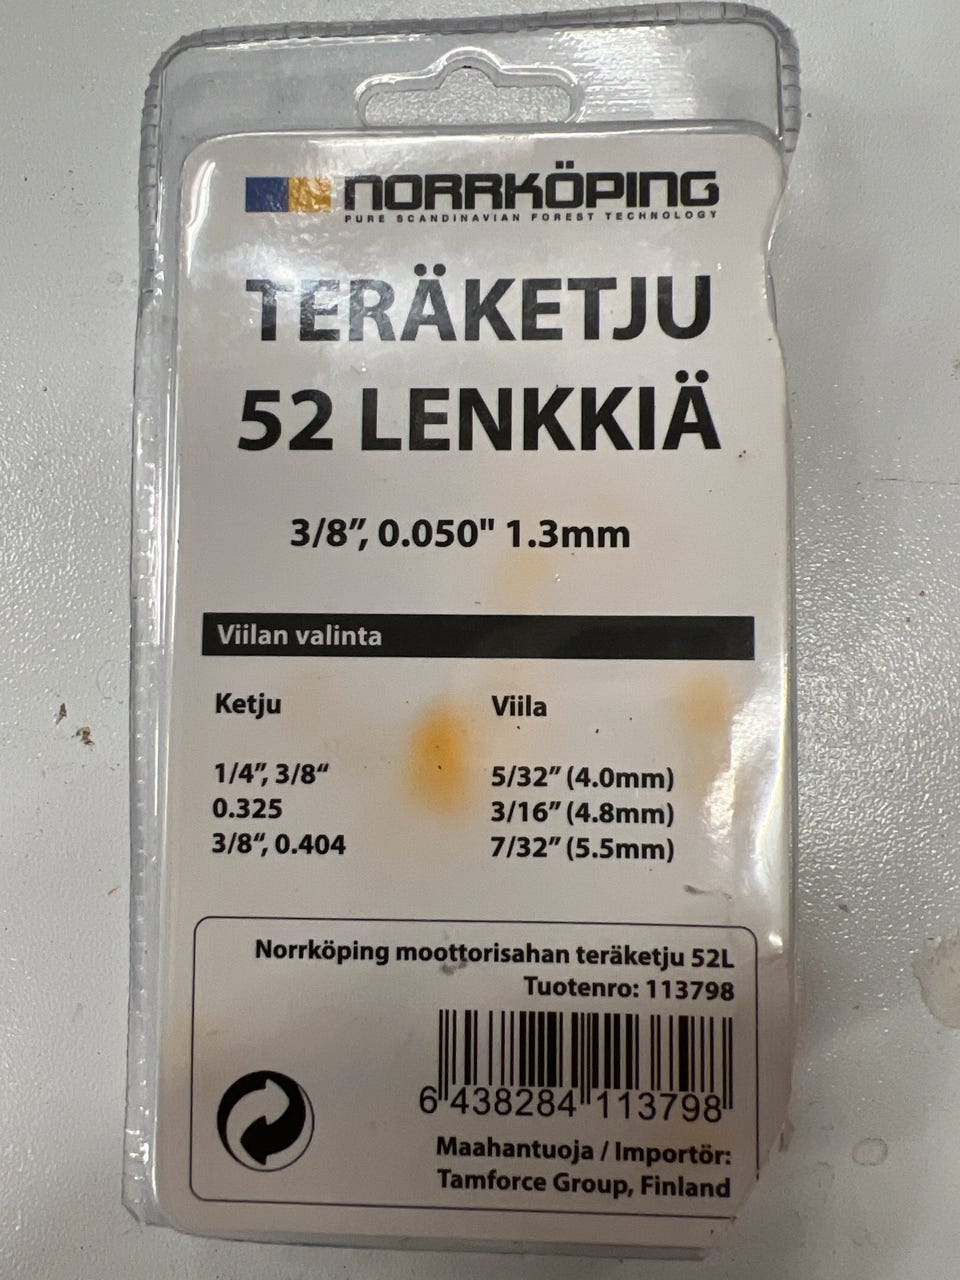 NORRKÖPING
PURE SCANDINAVIAN FOREST TECHNOLOGY
TERÄKETJU
52 LENKKIÄ
3/8”, 0.050" 1.3mm
Viilan valinta
Ketju Viila
1/4”, 3/8“ 5/32” (4.0mm)
0.325 3/16” (4.8mm)
3/8“, 0.404 7/32” (5.5mm)
Norrköping moottorisahan teräketju 52L
Tuotenro: 113798
6 438284 113798
Maahantuoja / Importör:
Tamforce Group, Finland